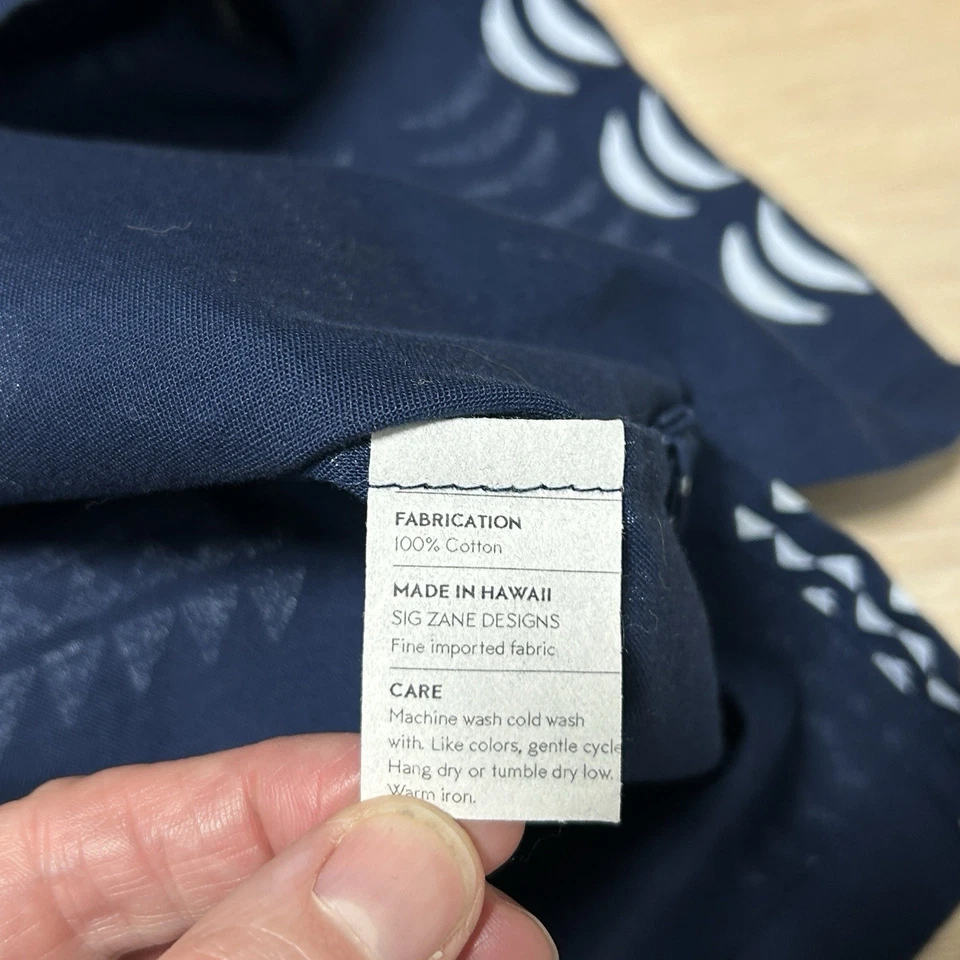 FABRICATION
100% Cotton
MADE IN HAWAII
SIG ZANE DESIGNS
Fine imported fabric
CARE
Machine wash cold wash
with. Like colors, gentle cycle
Hang dry or tumble dry low.
Warm iron.